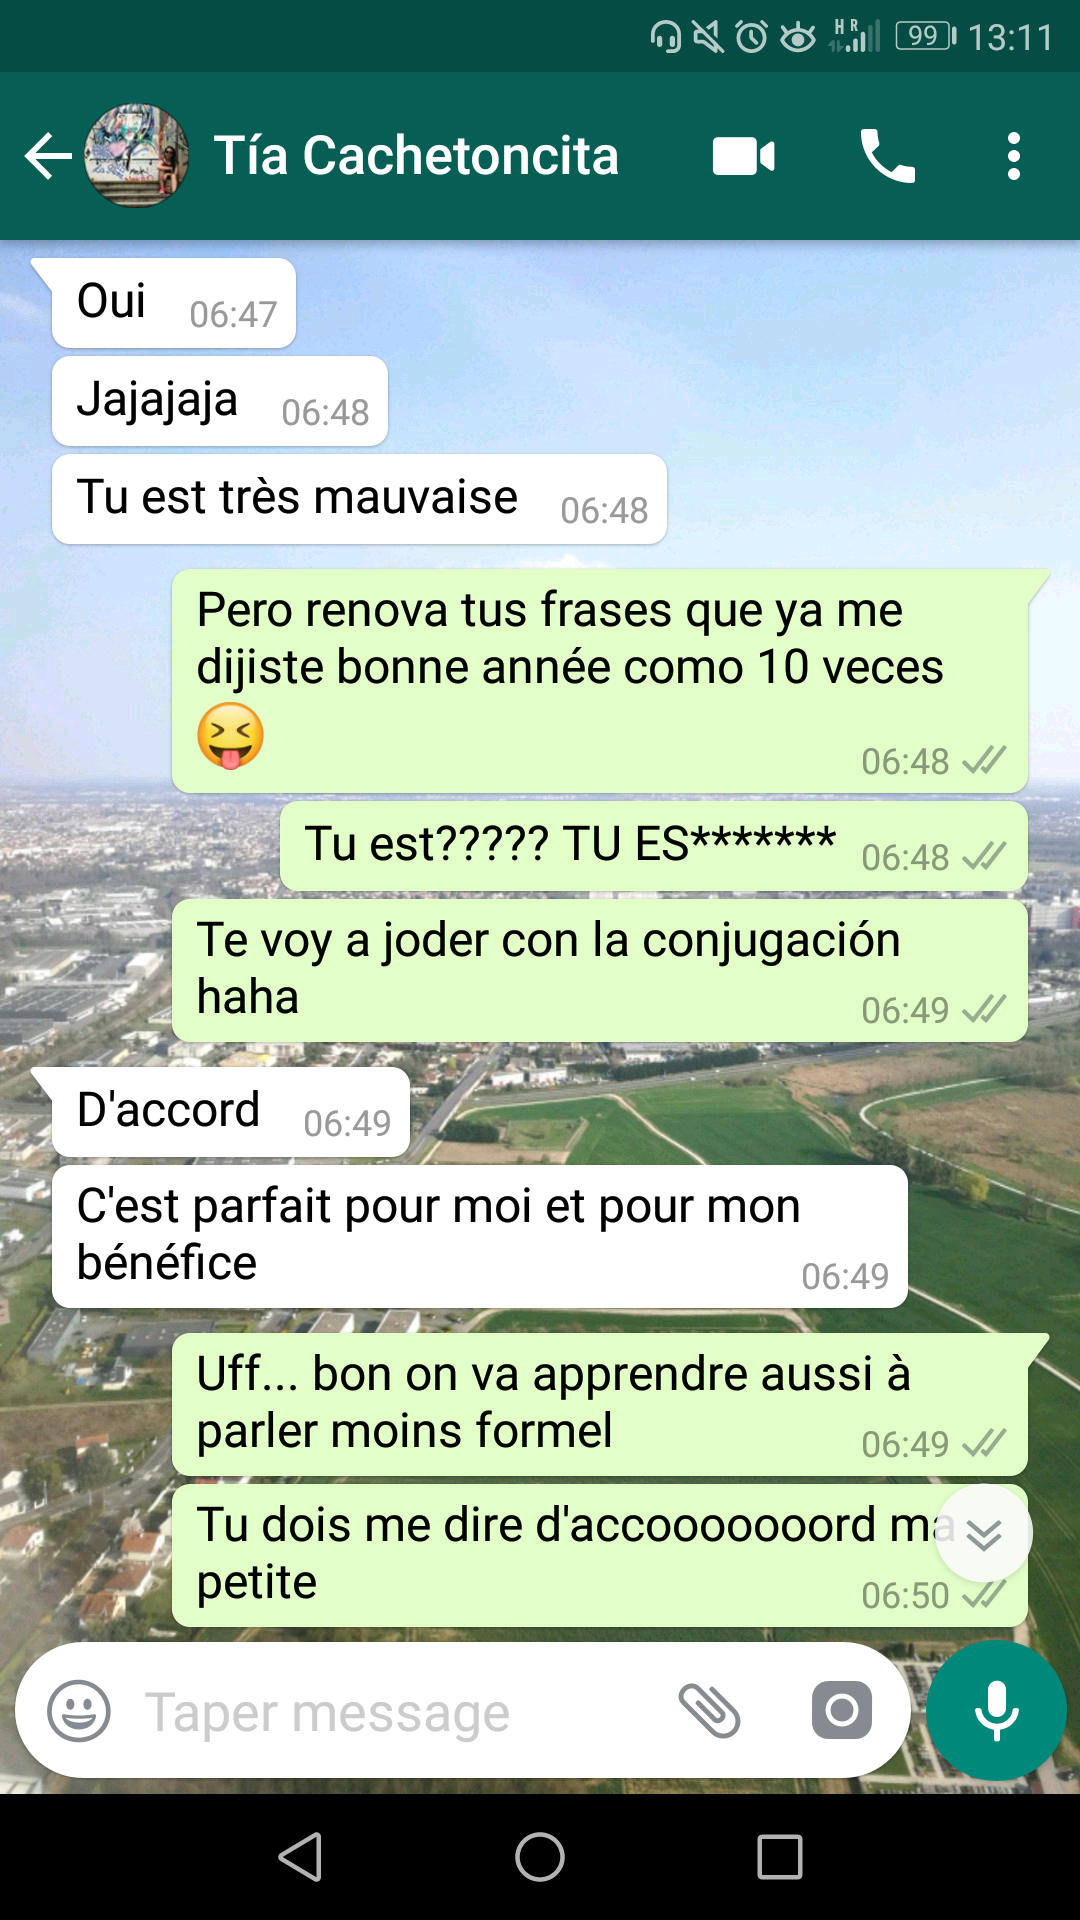 HR 99 13:11
Tía Cachetoncita
Oui 06:47
Jajajaja 06:48
Tu est très mauvaise 06:48
Pero renova tus frases que ya me
dijiste bonne année como 10 veces
😝 06:48
Tu est????? TU ES******* 06:48
Te voy a joder con la conjugación
haha 06:49
D'accord 06:49
C'est parfait pour moi et pour mon
bénéfice 06:49
Uff... bon on va apprendre aussi à
parler moins formel 06:49
Tu dois me dire d'accooooooord ma
petite 06:50
Taper message